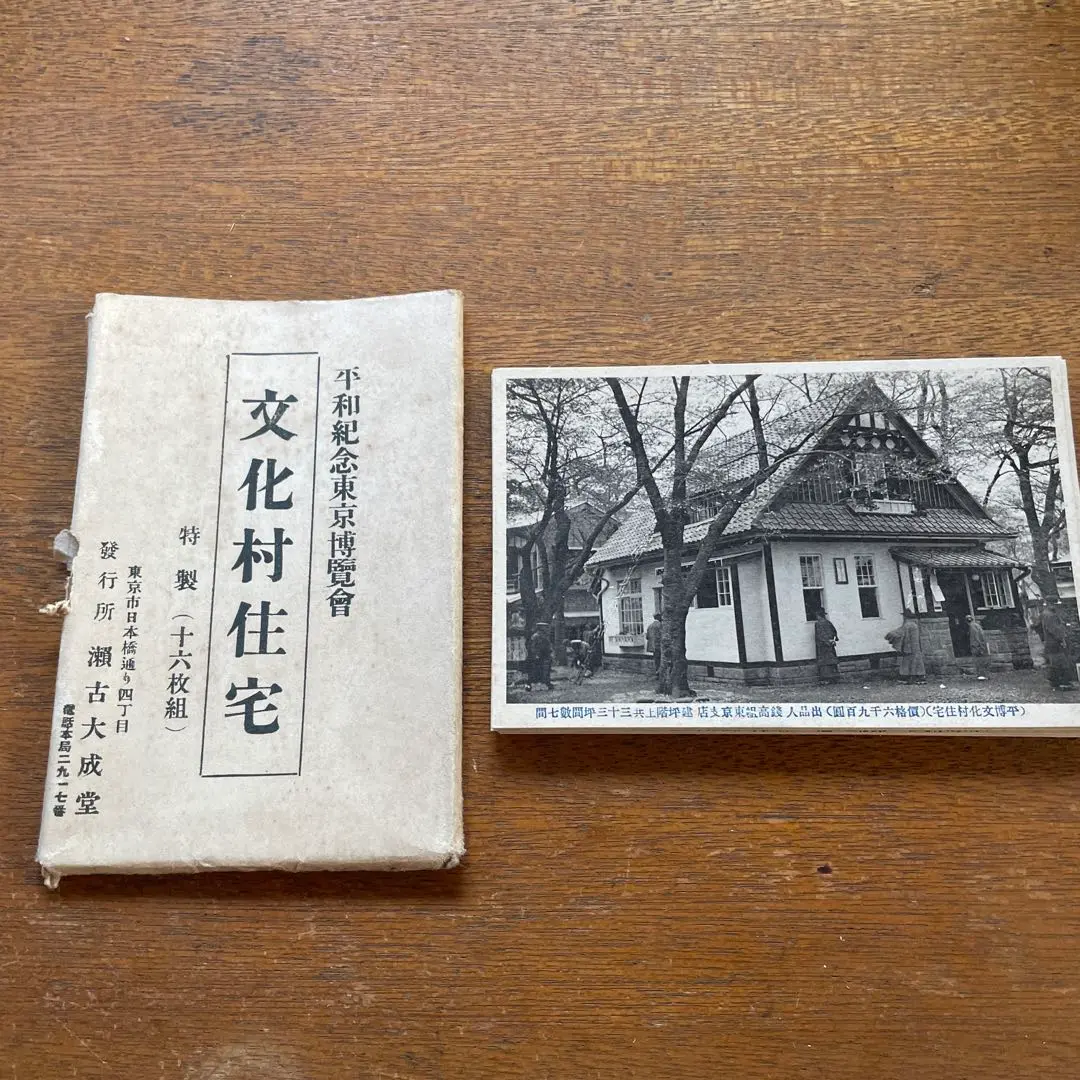 平和紀念東京博覽會
文化村住宅
特製（十六枚組）
東京市日本橋通り四丁目
發行所 瀨古大成堂
電話本局二九一七番
間七數間坪三十三共上階坪建 店支京東組高錢 人品出（圓百九千六格價）（宅住村化文博平）